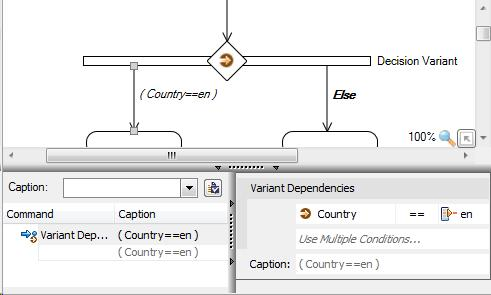 Decision Variant
( Country==en )
Else
100%
Caption:
Variant Dependencies
Command Caption
Country == en
Variant Dep... ( Country==en )
Use Multiple Conditions...
( Country==en )
Caption: ( Country==en )